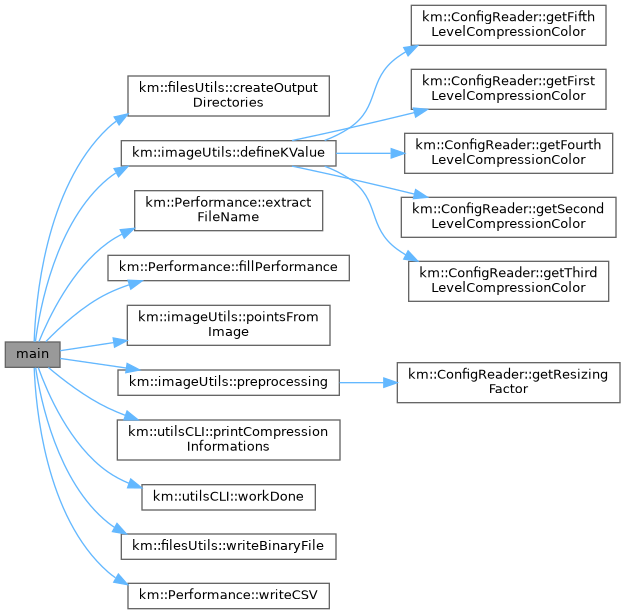 main
km::filesUtils::createOutput
Directories
km::imageUtils::defineKValue
km::Performance::extract
FileName
km::Performance::fillPerformance
km::imageUtils::pointsFrom
Image
km::imageUtils::preprocessing
km::utilsCLI::printCompression
Informations
km::utilsCLI::workDone
km::filesUtils::writeBinaryFile
km::Performance::writeCSV
km::ConfigReader::getFifth
LevelCompressionColor
km::ConfigReader::getFirst
LevelCompressionColor
km::ConfigReader::getFourth
LevelCompressionColor
km::ConfigReader::getSecond
LevelCompressionColor
km::ConfigReader::getThird
LevelCompressionColor
km::ConfigReader::getResizing
Factor